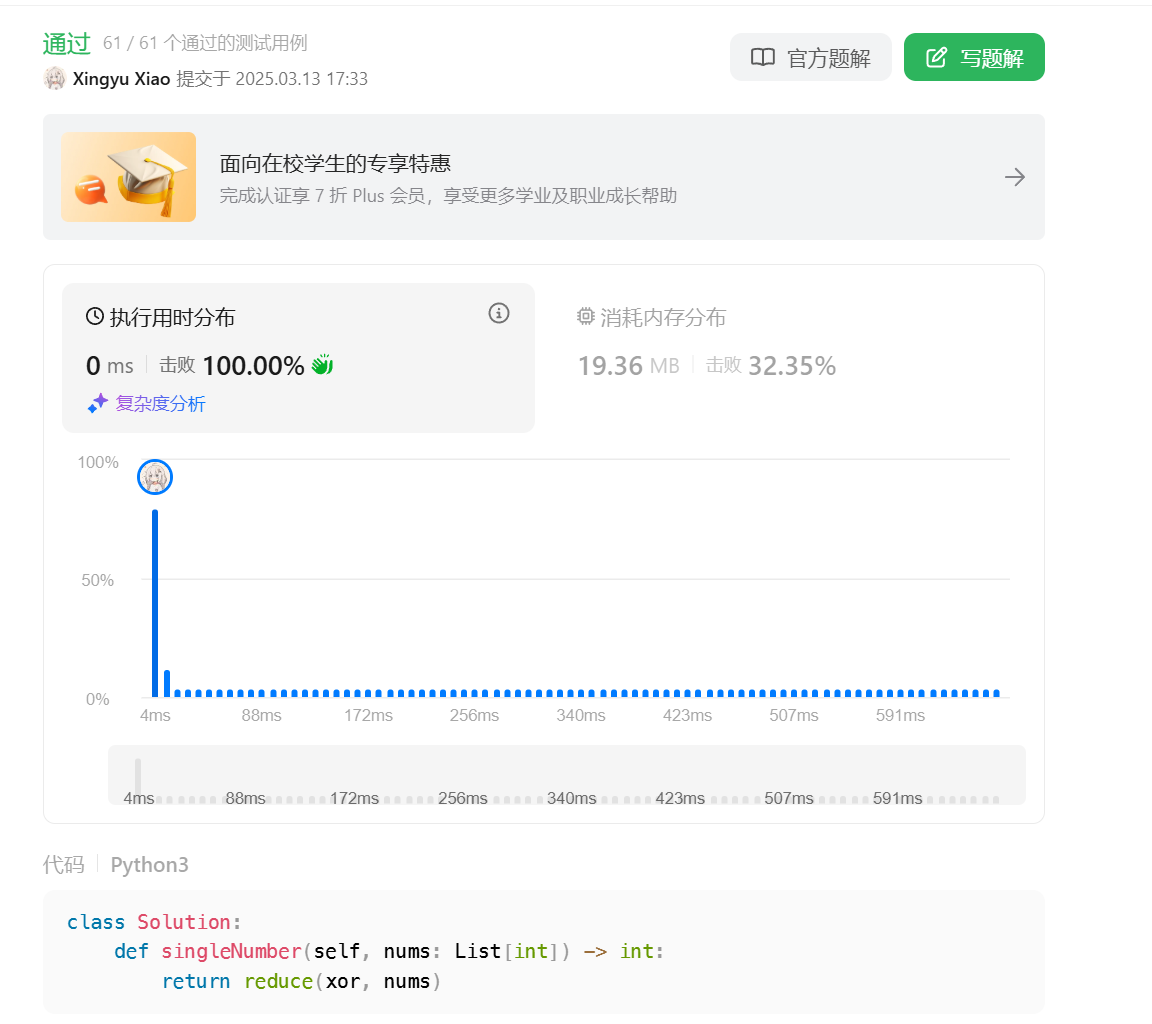 通过 61 / 61 个通过的测试用例
Xingyu Xiao 提交于 2025.03.13 17:33
官方题解
写题解
面向在校学生的专享特惠
完成认证享 7 折 Plus 会员，享受更多学业及职业成长帮助
执行用时分布
0 ms 击败 100.00%
复杂度分析
消耗内存分布
19.36 MB 击败 32.35%
100%
50%
0%
4ms 88ms 172ms 256ms 340ms 423ms 507ms 591ms
4ms 88ms 172ms 256ms 340ms 423ms 507ms 591ms
代码 Python3
class Solution:
    def singleNumber(self, nums: List[int]) -> int:
        return reduce(xor, nums)